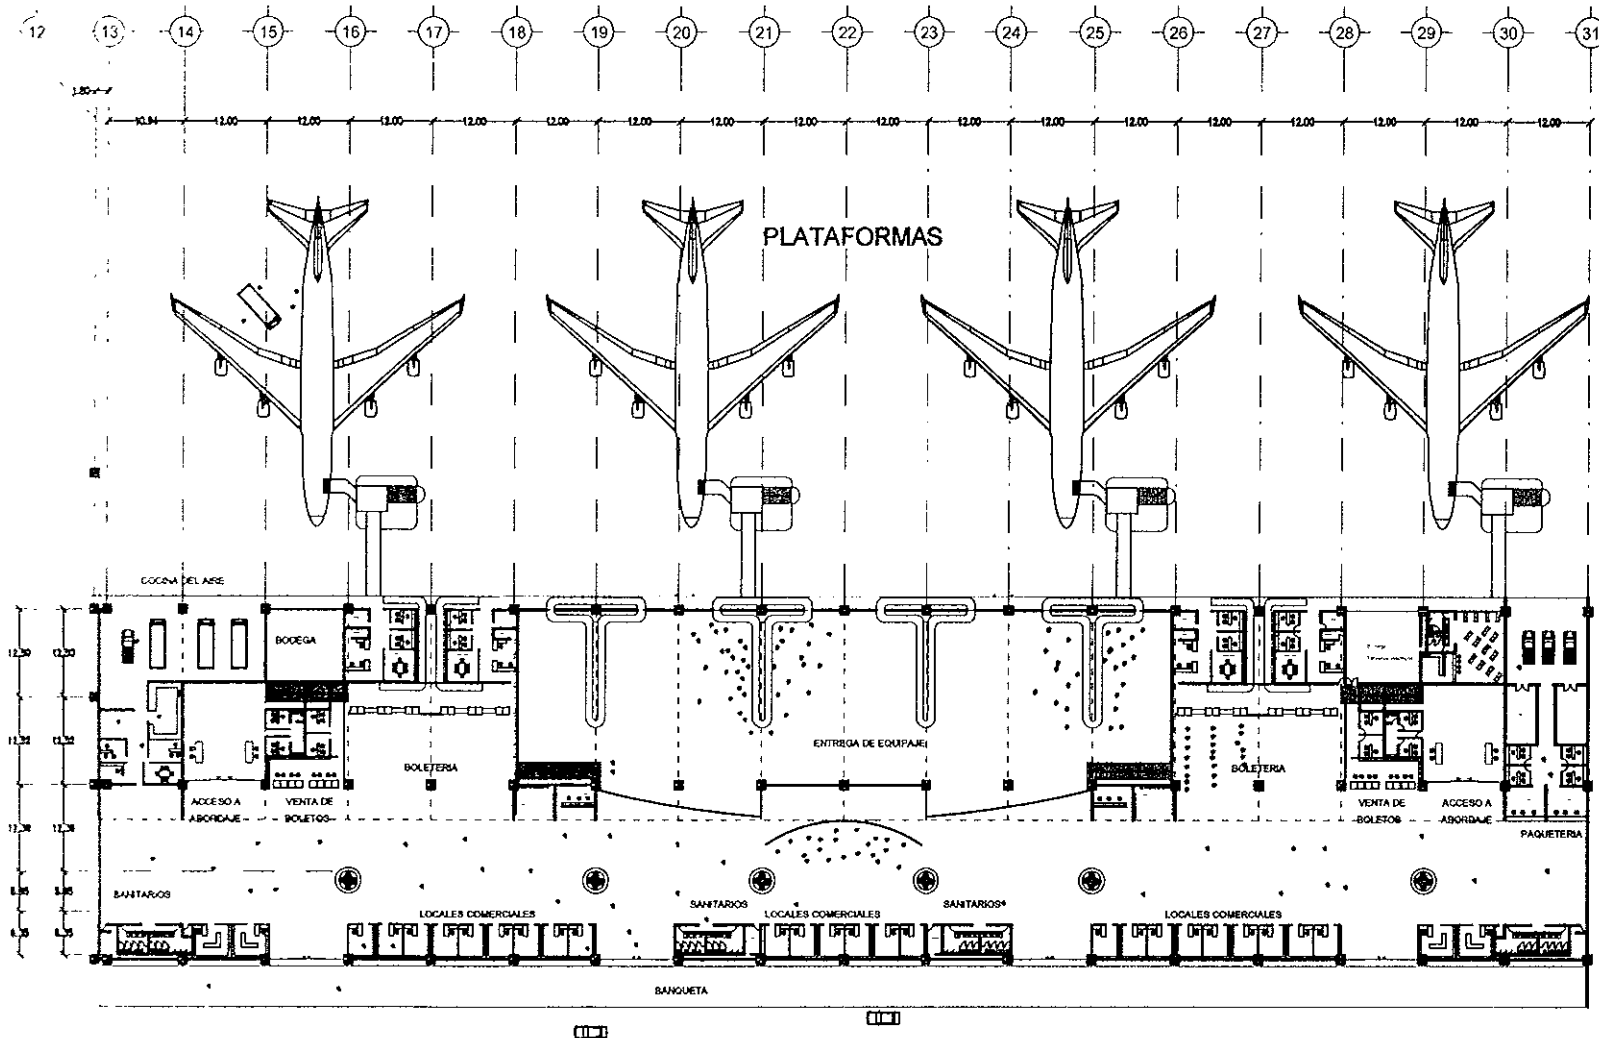 12 13 14 15 16 17 18 19 20 21 22 23 24 25 26 27 28 29 30 31
10.94 12.00 12.00 12.00 12.00 12.00 12.00 12.00 12.00 12.00 12.00 12.00 12.00 12.00 12.00 12.00 12.00 12.00
PLATAFORMAS
COCINA DEL AIRE
BODEGA
ENTREGA DE EQUIPAJE
BOLETERIA
BOLETERIA
ACCESO A
ABORDAJE
VENTA DE
BOLETOS
VENTA DE
BOLETOS
ACCESO A
ABORDAJE
PAQUETERIA
SANITARIOS
LOCALES COMERCIALES
SANITARIOS
LOCALES COMERCIALES
SANITARIOS
LOCALES COMERCIALES
BANQUETA